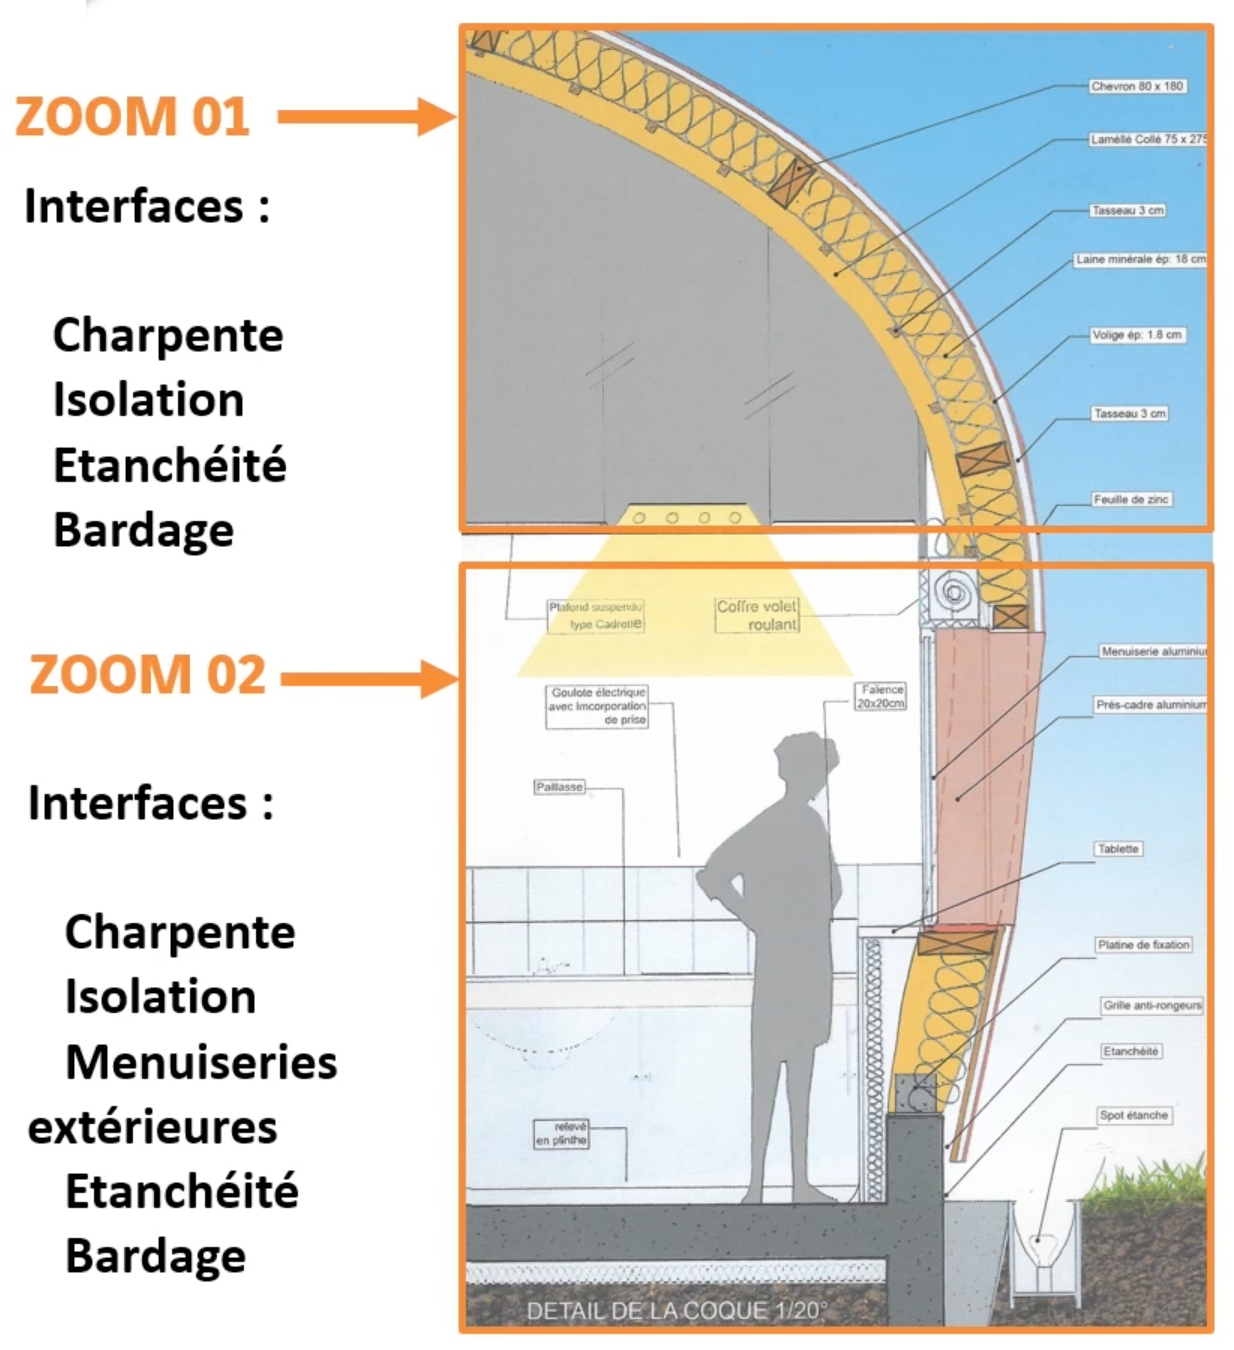 ZOOM 01
Interfaces :
Charpente
Isolation
Etanchéité
Bardage
Chevron 80 x 180
Laméllé Collé 75 x 275
Tasseau 3 cm
Laine minérale ép: 18 cm
Volige ép: 1.8 cm
Tasseau 3 cm
Feuille de zinc
ZOOM 02
Interfaces :
Charpente
Isolation
Menuiseries
extérieures
Etanchéité
Bardage
Plafond suspendu
type Cadrette
Coffre volet
roulant
Goulote électrique
avec imcorporation
de prise
Faïence
20x20cm
Paillasse
relevé
en plinthe
Menuiserie aluminiu
Prés-cadre aluminium
Tablette
Platine de fixation
Grille anti-rongeurs
Etanchéité
Spot étanche
DETAIL DE LA COQUE 1/20°